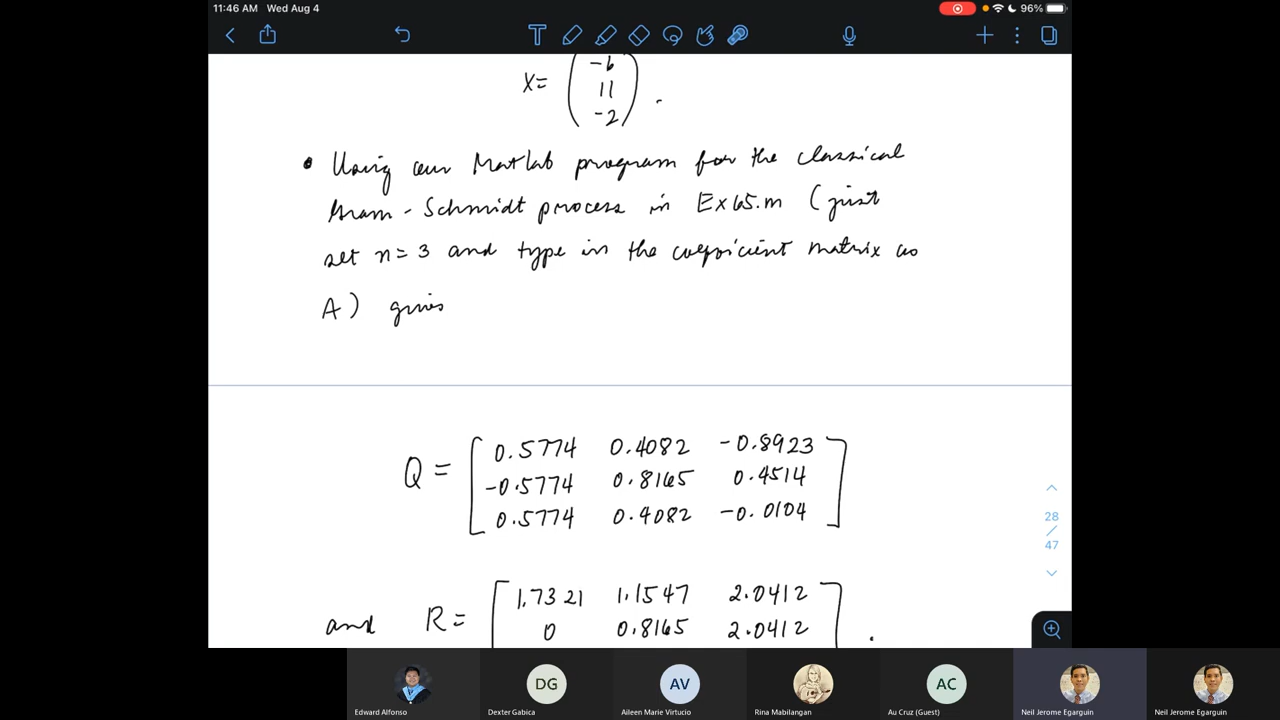 11:46 AM Wed Aug 4
96%
X= ( -6
11
-2 ) .
• Using our Matlab program for the classical
Gram-Schmidt process in Ex65.m (just
set n=3 and type in the coefficient matrix as
A) gives
Q = [ 0.5774 0.4082 -0.8923
-0.5774 0.8165 0.4514
0.5774 0.4082 -0.0104 ]
28
/
47
and R = [ 1.7321 1.1547 2.0412
0 0.8165 2.0412 ] .
DG AV AC
Edward Alfonso Dexter Gabica Aileen Marie Virtucio Rina Mabilangan Au Cruz (Guest) Neil Jerome Egarguin Neil Jerome Egarguin